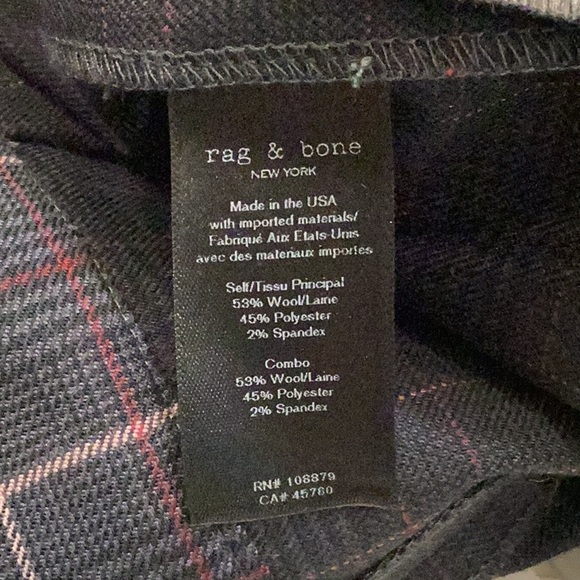 rag & bone
NEW YORK
Made in the USA
with imported materials/
Fabriqué Aix Etats-Unis
avec des materiaux importes
Self/Tissu Principal
53% Wool/Laine
45% Polyester
2% Spandex
Combo
53% Wool/Laine
45% Polyester
2% Spandex
RN# 106879
CA# 45760